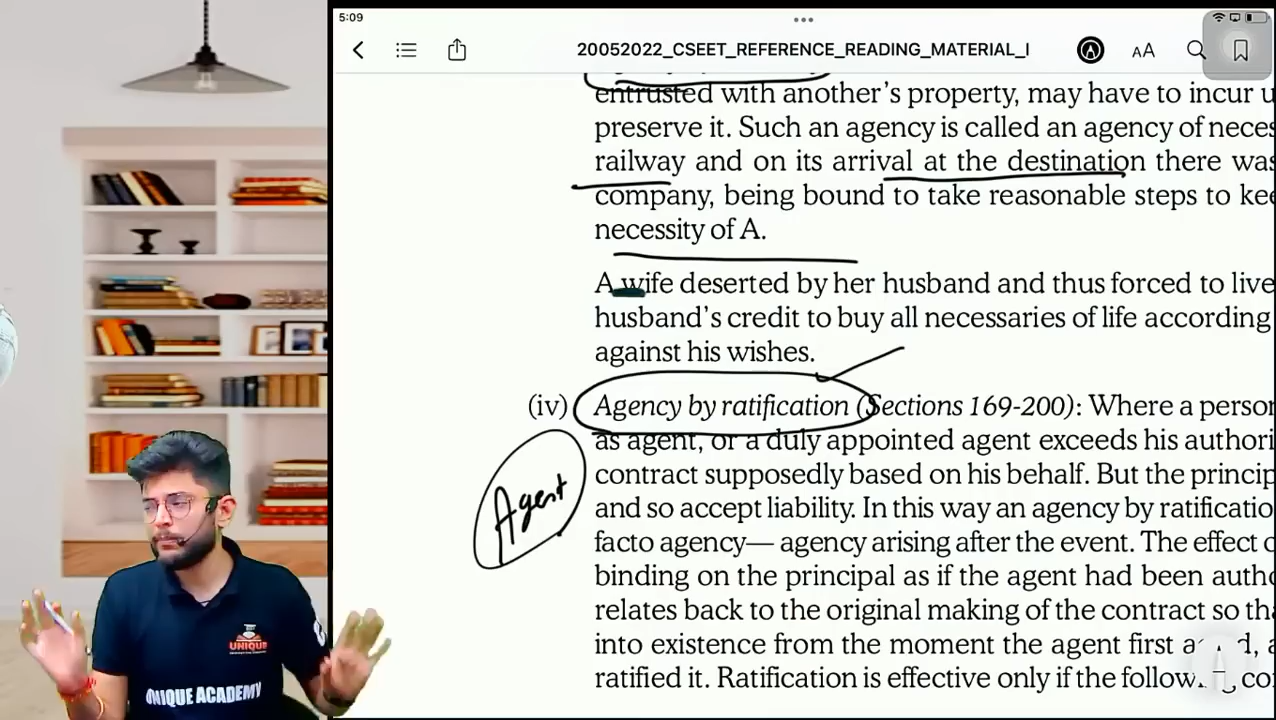 5:09
20052022_CSEET_REFERENCE_READING_MATERIAL_I
AA
entrusted with another's property, may have to incur u
preserve it. Such an agency is called an agency of neces
railway and on its arrival at the destination there was
company, being bound to take reasonable steps to kee
necessity of A.
A wife deserted by her husband and thus forced to live
husband's credit to buy all necessaries of life according
against his wishes.
(iv) Agency by ratification (Sections 169-200): Where a person
as agent, or a duly appointed agent exceeds his authori
contract supposedly based on his behalf. But the princip
Agent
and so accept liability. In this way an agency by ratificatio
facto agency— agency arising after the event. The effect o
binding on the principal as if the agent had been autho
relates back to the original making of the contract so tha
into existence from the moment the agent first
ratified it. Ratification is effective only if the co
UNIQUE
UNIQUE ACADEMY